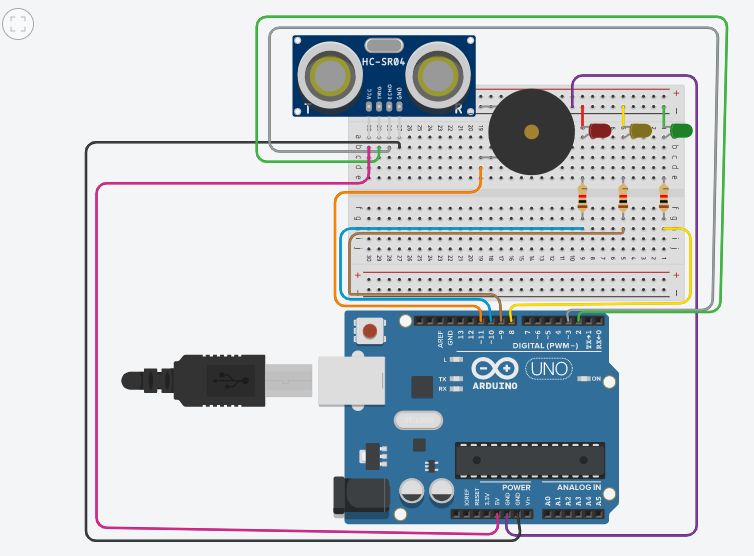 HC-SR04
VCC
TRIG
ECHO
GND
T
R
+
-
a
b
c
d
e
f
g
h
i
j
+
-
AREF
GND
13
12
~11
~10
~9
8
7
~6
~5
4
~3
2
TX→1
RX←0
DIGITAL (PWM~)
L
TX
RX
ARDUINO
UNO
ON
POWER
ANALOG IN
IOREF
RESET
3.3V
5V
GND
GND
Vin
A0
A1
A2
A3
A4
A5